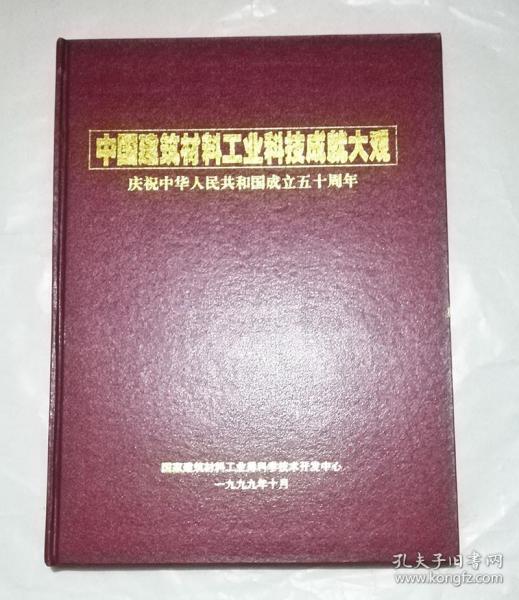 中国建筑材料工业科技成就大观
庆祝中华人民共和国成立五十周年
国家建筑材料工业局科学技术开发中心
一九九九年十月
孔夫子旧书网
www.kongfz.com